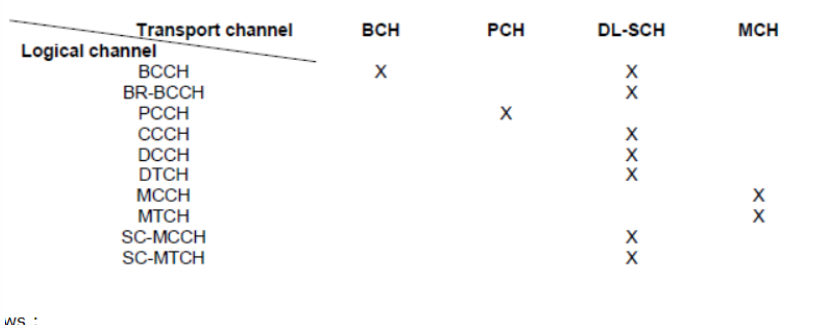 Transport channel BCH PCH DL-SCH MCH
Logical channel
BCCH X X
BR-BCCH X
PCCH X
CCCH X
DCCH X
DTCH X
MCCH X
MTCH X
SC-MCCH X
SC-MTCH X
ws :